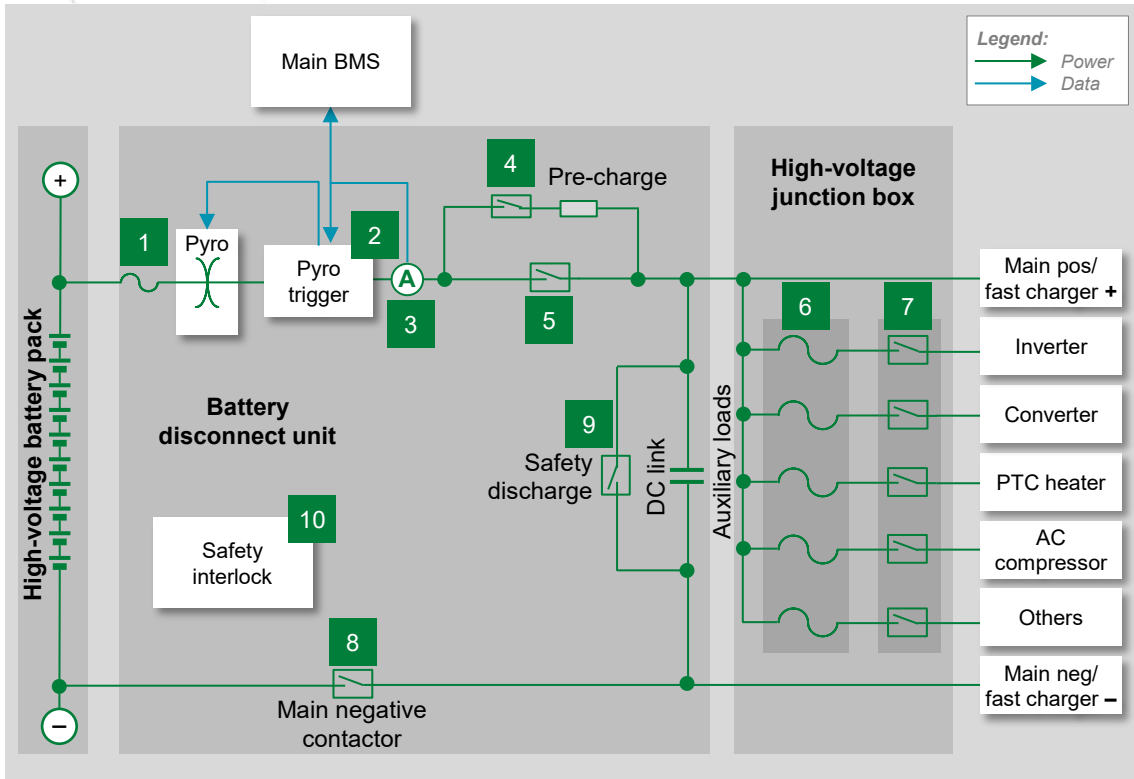 Main BMS
Legend:
Power
Data
High-voltage battery pack
+
–
1
Pyro
2
Pyro
trigger
A
3
4
Pre-charge
5
Battery
disconnect unit
9
Safety
discharge
DC link
10
Safety
interlock
8
Main negative
contactor
High-voltage
junction box
Auxiliary loads
6
7
Main pos/
fast charger +
Inverter
Converter
PTC heater
AC
compressor
Others
Main neg/
fast charger –